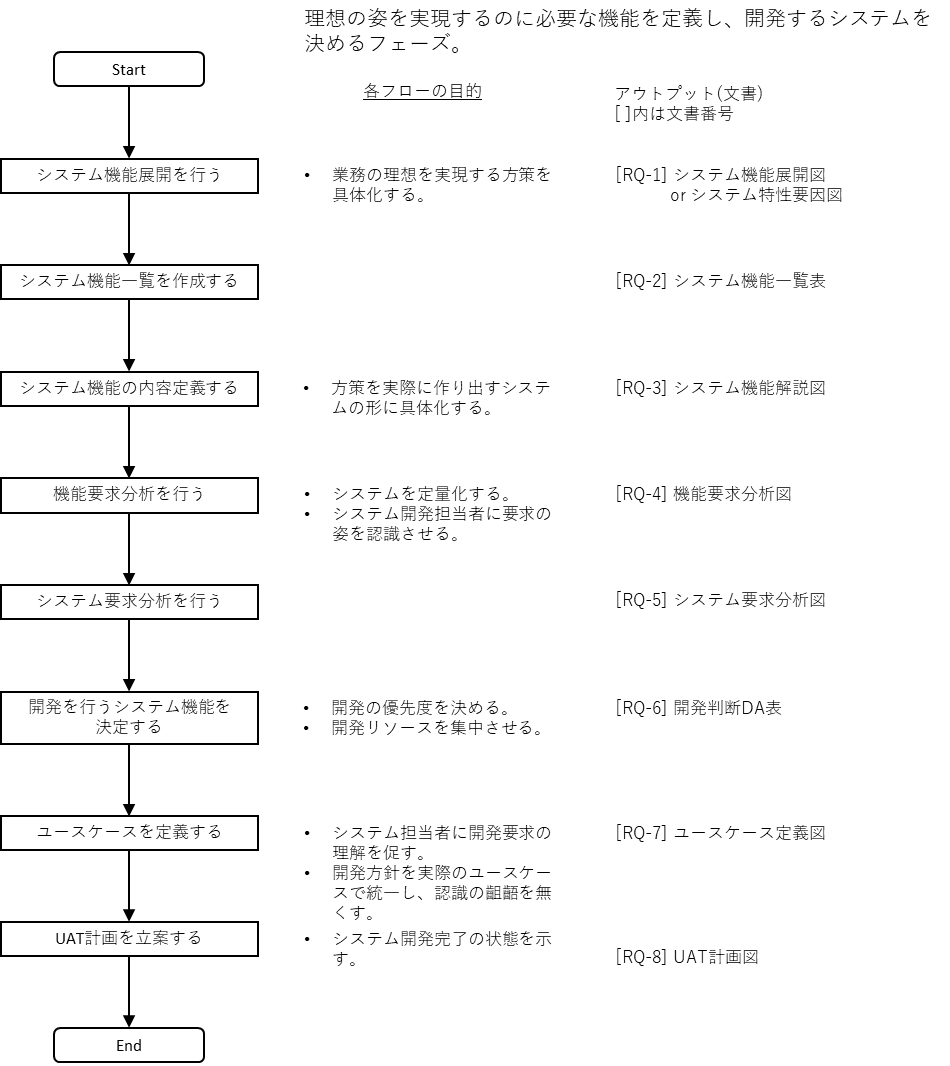 理想の姿を実現するのに必要な機能を定義し、開発するシステムを
決めるフェーズ。
Start
各フローの目的
アウトプット(文書)
[ ]内は文書番号
システム機能展開を行う
• 業務の理想を実現する方策を
具体化する。
[RQ-1] システム機能展開図
or システム特性要因図
システム機能一覧を作成する
[RQ-2] システム機能一覧表
システム機能の内容定義する
• 方策を実際に作り出すシステ
ムの形に具体化する。
[RQ-3] システム機能解説図
機能要求分析を行う
• システムを定量化する。
• システム開発担当者に要求の
姿を認識させる。
[RQ-4] 機能要求分析図
システム要求分析を行う
[RQ-5] システム要求分析図
開発を行うシステム機能を
決定する
• 開発の優先度を決める。
• 開発リソースを集中させる。
[RQ-6] 開発判断DA表
ユースケースを定義する
• システム担当者に開発要求の
理解を促す。
• 開発方針を実際のユースケー
スで統一し、認識の齟齬を無
くす。
[RQ-7] ユースケース定義図
UAT計画を立案する
• システム開発完了の状態を示
す。
[RQ-8] UAT計画図
End